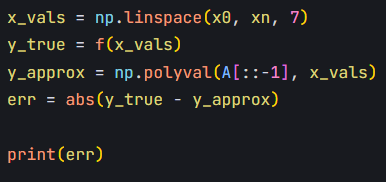 x_vals = np.linspace(x0, xn, 7)
y_true = f(x_vals)
y_approx = np.polyval(A[::-1], x_vals)
err = abs(y_true - y_approx)
print(err)